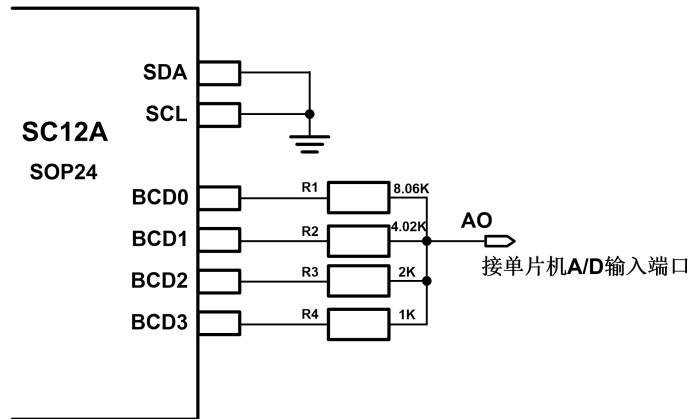 SDA
SCL
SC12A
SOP24
BCD0
R1
8.06K
BCD1
R2
4.02K
AO
接单片机A/D输入端口
BCD2
R3
2K
BCD3
R4
1K